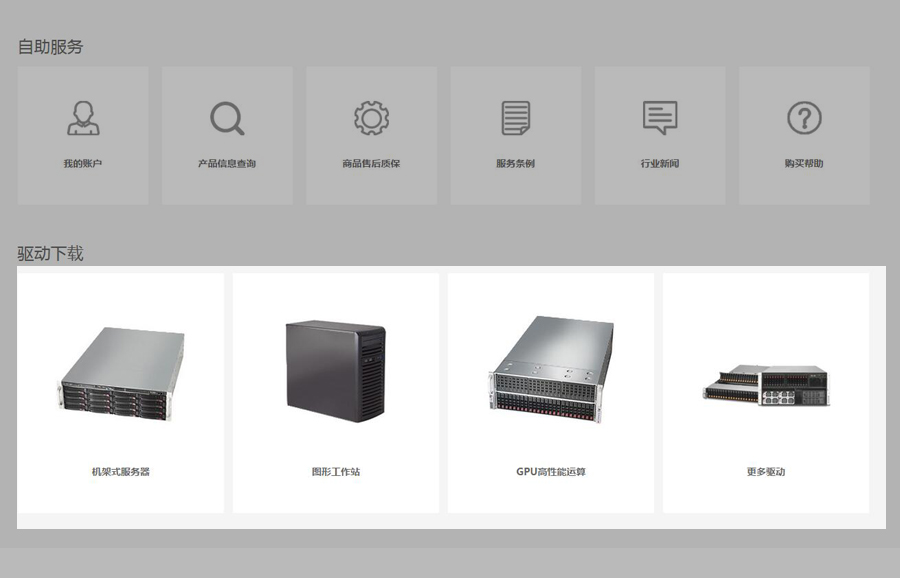 自助服务
我的账户
产品信息查询
商品售后质保
服务条例
行业新闻
购买帮助
驱动下载
机架式服务器
图形工作站
GPU高性能运算
更多驱动